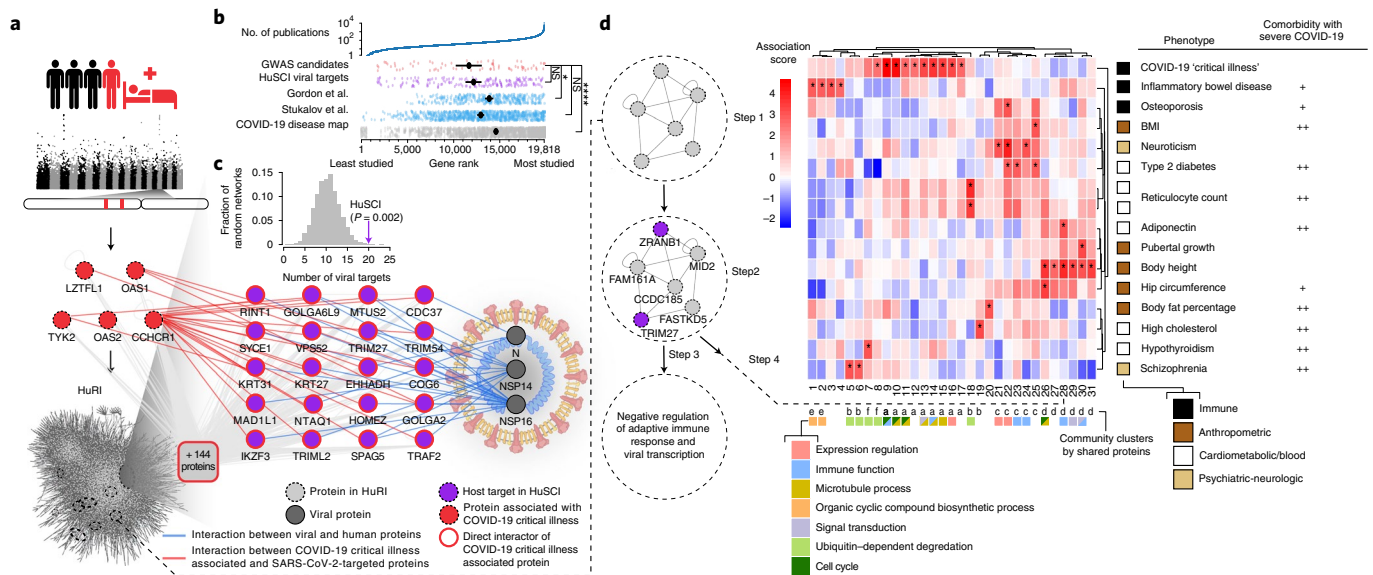 a
b
No. of publications
10⁴
10²
1
GWAS candidates
HuSCI viral targets
Gordon et al.
Stukalov et al.
COVID-19 disease map
NS
*
NS
****
1
5,000
10,000
15,000
19,818
Least studied
Gene rank
Most studied
c
Fraction of
random networks
0.15
0.10
0.05
0
HuSCI
(P = 0.002)
0
5
10
15
20
25
Number of viral targets
LZTFL1
OAS1
TYK2
OAS2
CCHCR1
HuRI
+ 144
proteins
RINT1
GOLGA6L9
MTUS2
CDC37
SYCE1
VPS52
TRIM27
TRIM54
KRT31
KRT27
EHHADH
COG6
MAD1L1
NTAQ1
HOMEZ
GOLGA2
IKZF3
TRIML2
SPAG5
TRAF2
N
NSP14
NSP16
Protein in HuRI
Viral protein
Host target in HuSCI
Protein associated with
COVID-19 critical illness
Direct interactor of
COVID-19 critical illness
associated protein
Interaction between viral and human proteins
Interaction between COVID-19 critical illness
associated and SARS-CoV-2-targeted proteins
d
Step 1
ZRANB1
MID2
FAM161A
CCDC185
FASTKD5
TRIM27
Step2
Step 3
Step 4
Negative regulation
of adaptive immune
response and
viral transcription
Association
score
4
3
2
1
0
−1
−2
Phenotype
Comorbidity with
severe COVID-19
COVID-19 'critical illness'
Inflammatory bowel disease +
Osteoporosis +
BMI ++
Neuroticism
Type 2 diabetes ++
Reticulocyte count ++
Adiponectin ++
Pubertal growth
Body height
Hip circumference +
Body fat percentage ++
High cholesterol ++
Hypothyroidism ++
Schizophrenia ++
1 2 3 4 5 6 7 8 9 10 11 12 13 14 15 16 17 18 19 20 21 22 23 24 25 26 27 28 29 30 31
e e b b f f a a a a a a a a b b c c c c c d d d d d
Community clusters
by shared proteins
Expression regulation
Immune function
Microtubule process
Organic cyclic compound biosynthetic process
Signal transduction
Ubiquitin–dependent degredation
Cell cycle
Immune
Anthropometric
Cardiometabolic/blood
Psychiatric-neurologic